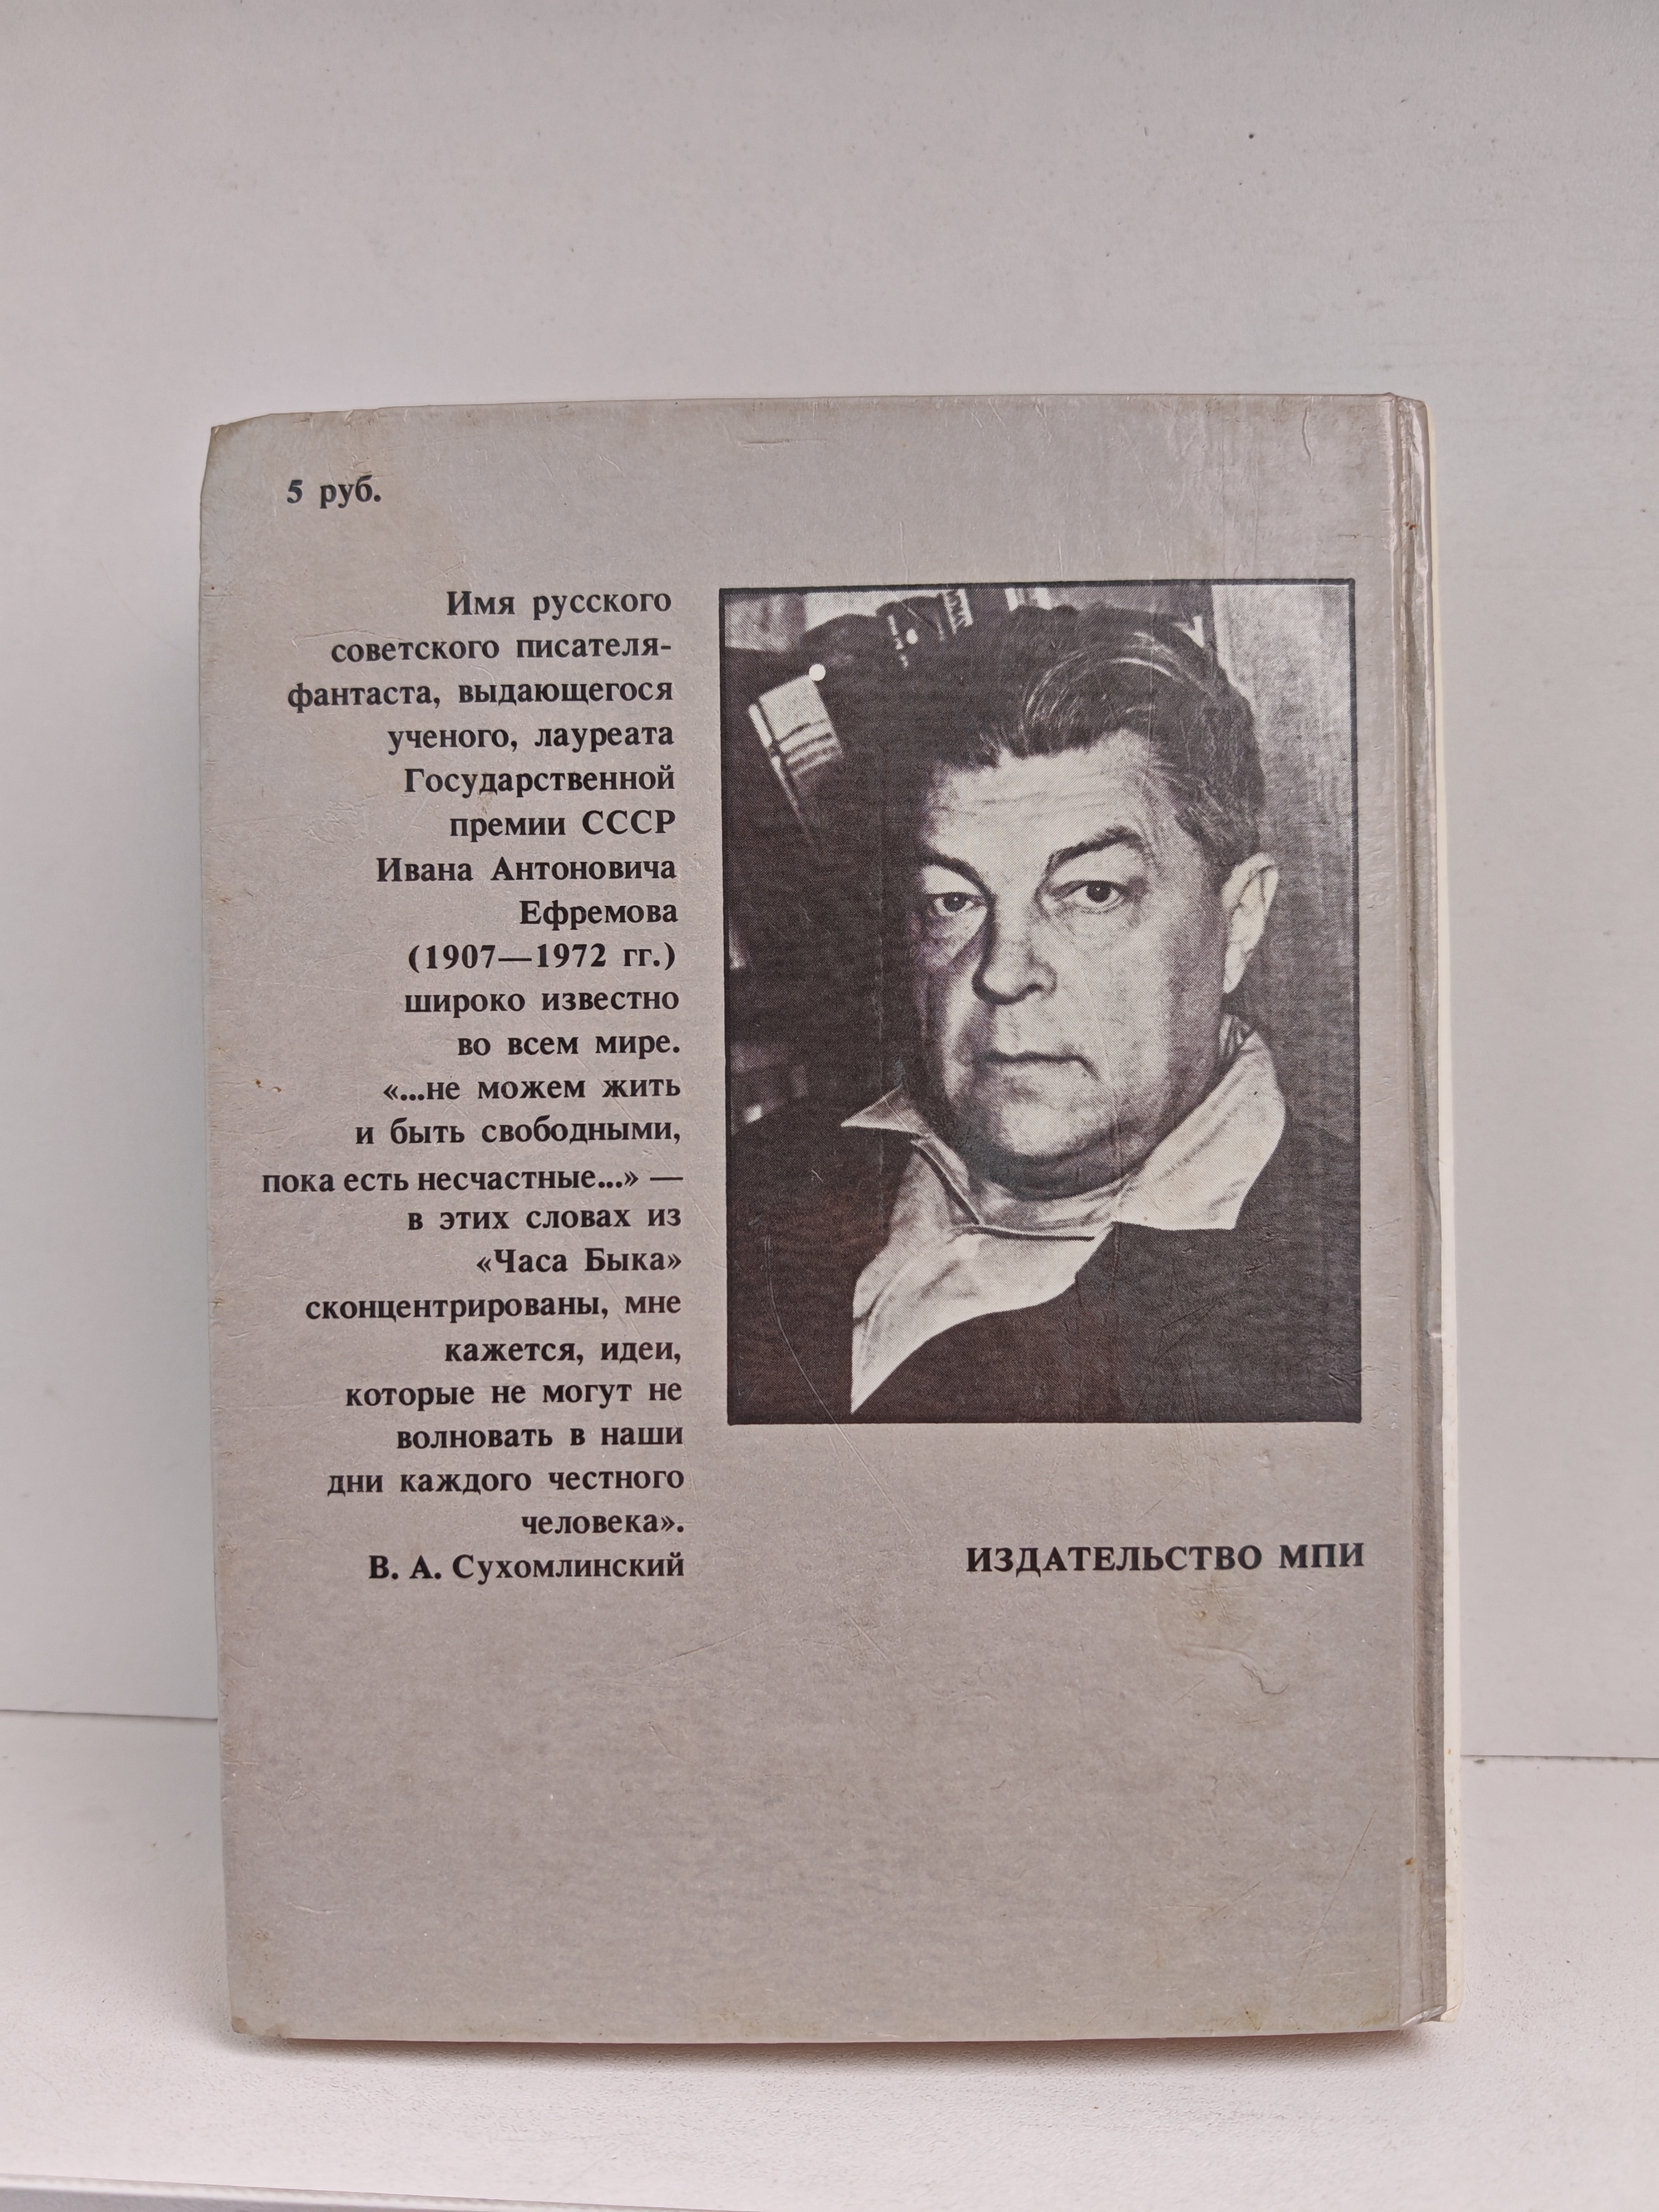 5 руб.
Имя русского
советского писателя-
фантаста, выдающегося
ученого, лауреата
Государственной
премии СССР
Ивана Антоновича
Ефремова
(1907—1972 гг.)
широко известно
во всем мире.
«...не можем жить
и быть свободными,
пока есть несчастные...» —
в этих словах из
«Часа Быка»
сконцентрированы, мне
кажется, идеи,
которые не могут не
волновать в наши
дни каждого честного
человека».
В. А. Сухомлинский
ИЗДАТЕЛЬСТВО МПИ